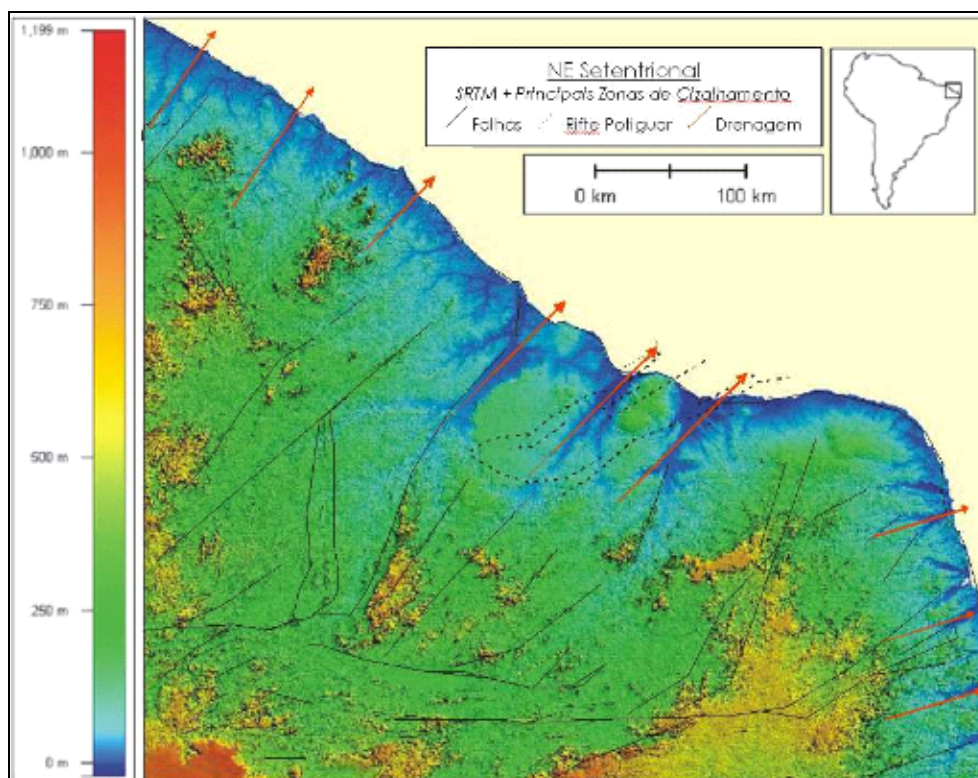 1,199 m
1,000 m
750 m
500 m
250 m
0 m
NE Setentrional
SRTM + Principais Zonas de Cizalhamento
Falhas Rifte Potiguar Drenagem
0 km 100 km